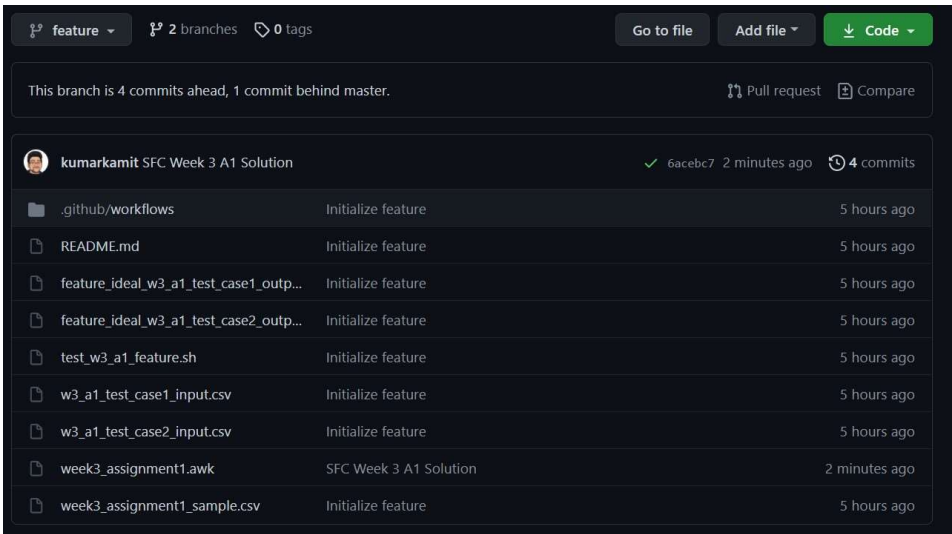 feature 2 branches 0 tags Go to file Add file Code
This branch is 4 commits ahead, 1 commit behind master. Pull request Compare
kumarkamit SFC Week 3 A1 Solution 6acebc7 2 minutes ago 4 commits
.github/workflows Initialize feature 5 hours ago
README.md Initialize feature 5 hours ago
feature_ideal_w3_a1_test_case1_outp... Initialize feature 5 hours ago
feature_ideal_w3_a1_test_case2_outp... Initialize feature 5 hours ago
test_w3_a1_feature.sh Initialize feature 5 hours ago
w3_a1_test_case1_input.csv Initialize feature 5 hours ago
w3_a1_test_case2_input.csv Initialize feature 5 hours ago
week3_assignment1.awk SFC Week 3 A1 Solution 2 minutes ago
week3_assignment1_sample.csv Initialize feature 5 hours ago